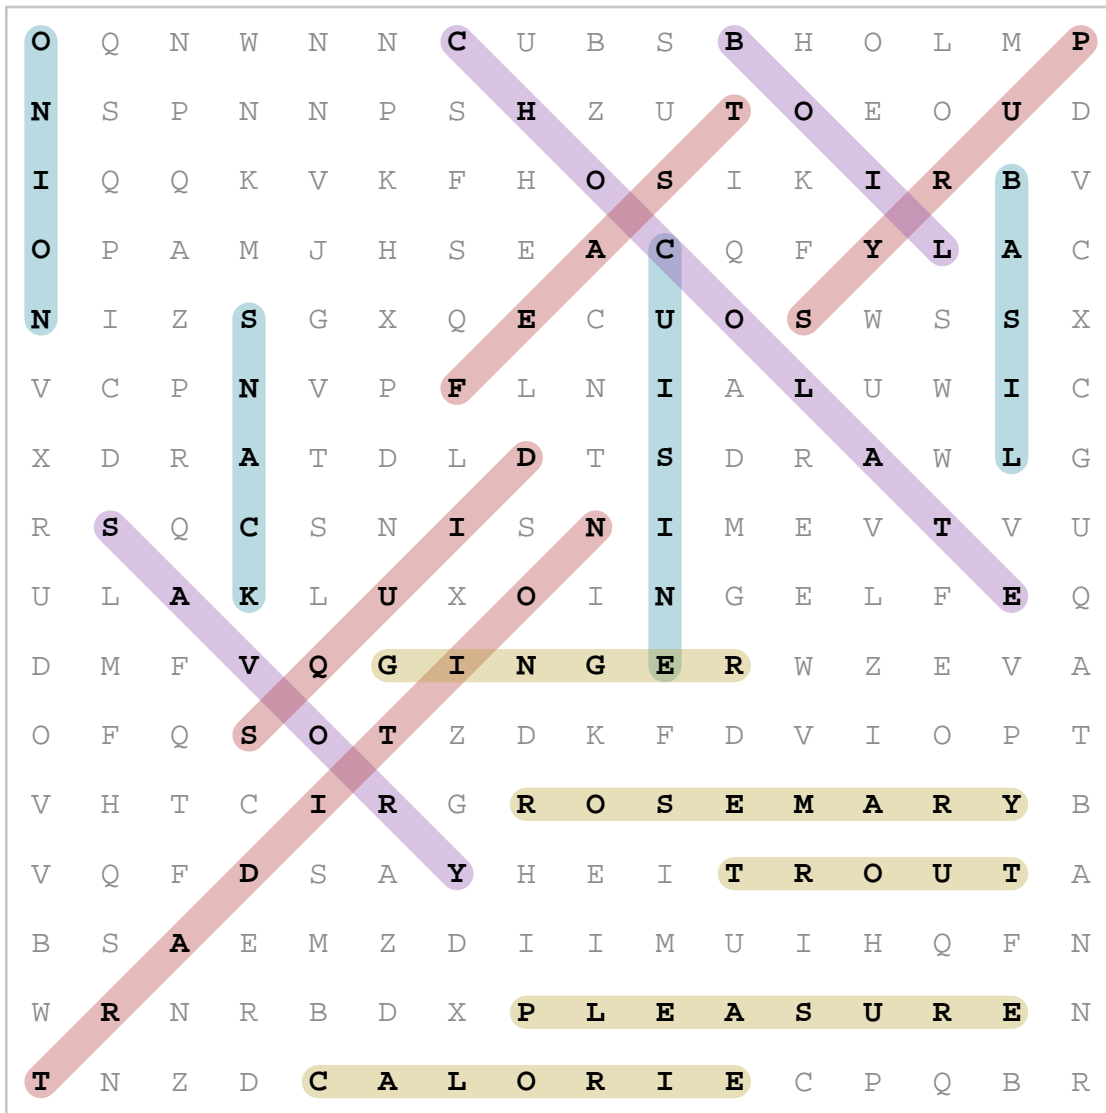 O Q N W N N C U B S B H O L M P
N S P N N P S H Z U T O E O U D
I Q Q K V K F H O S I K I R B V
O P A M J H S E A C Q F Y L A C
N I Z S G X Q E C U O S W S S X
V C P N V P F L N I A L U W I C
X D R A T D L D T S D R A W L G
R S Q C S N I S N I M E V T V U
U L A K L U X O I N G E L F E Q
D M F V Q G I N G E R W Z E V A
O F Q S O T Z D K F D V I O P T
V H T C I R G R O S E M A R Y B
V Q F D S A Y H E I T R O U T A
B S A E M Z D I I M U I H Q F N
W R N R B D X P L E A S U R E N
T N Z D C A L O R I E C P Q B R